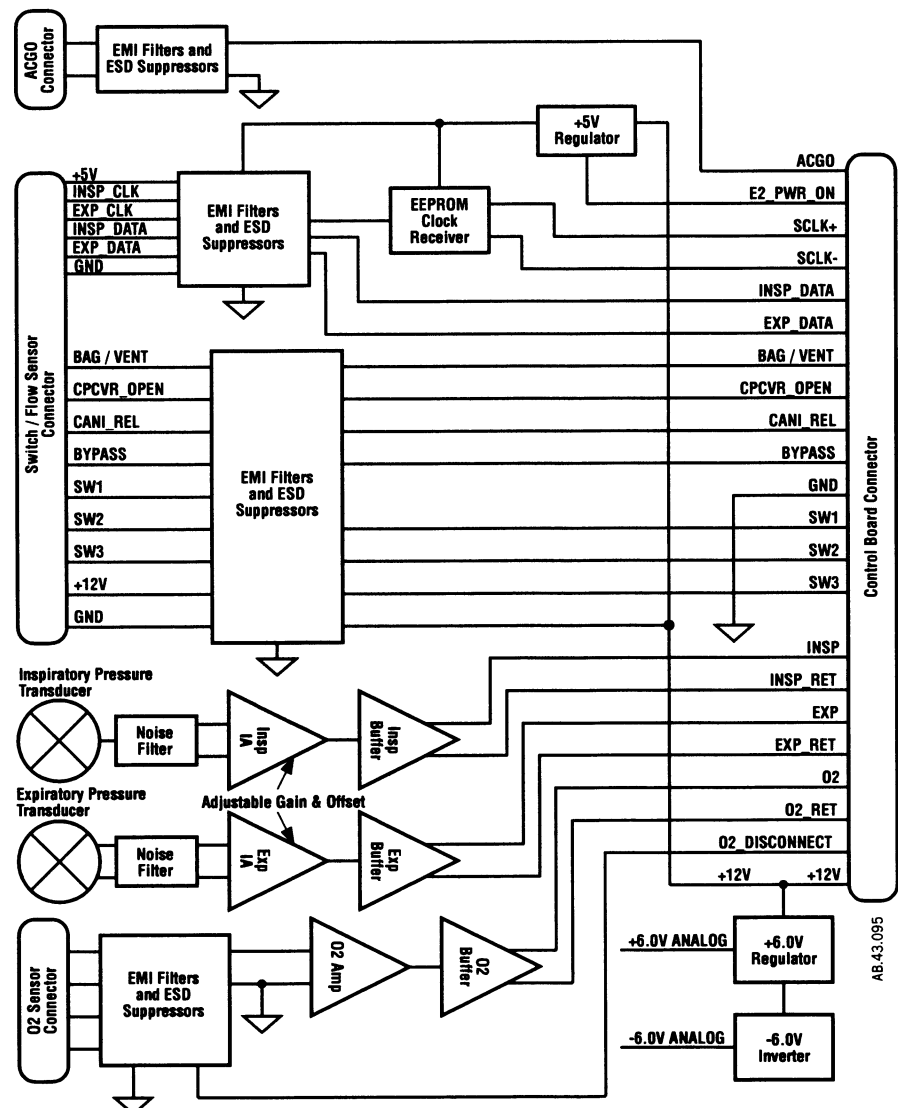 ACGO
Connector
EMI Filters and
ESD Suppressors
+5V
Regulator
ACGO
E2_PWR_ON
SCLK+
SCLK-
INSP_DATA
EXP_DATA
BAG / VENT
CPCVR_OPEN
CANI_REL
BYPASS
GND
SW1
SW2
SW3
INSP
INSP_RET
EXP
EXP_RET
O2
O2_RET
O2_DISCONNECT
+12V
+12V
Control Board Connector
+5V
INSP_CLK
EXP_CLK
INSP_DATA
EXP_DATA
GND
EMI Filters
and ESD
Suppressors
EEPROM
Clock
Receiver
Switch / Flow Sensor
Connector
BAG / VENT
CPCVR_OPEN
CANI_REL
BYPASS
SW1
SW2
SW3
+12V
GND
EMI Filters
and ESD
Suppressors
Inspiratory Pressure
Transducer
Noise
Filter
Insp
IA
Insp
Buffer
Adjustable Gain & Offset
Expiratory Pressure
Transducer
Noise
Filter
Exp
IA
Exp
Buffer
O2 Sensor
Connector
EMI Filters
and ESD
Suppressors
O2 Amp
O2
Buffer
+6.0V ANALOG
+6.0V
Regulator
-6.0V ANALOG
-6.0V
Inverter
AB.43.095